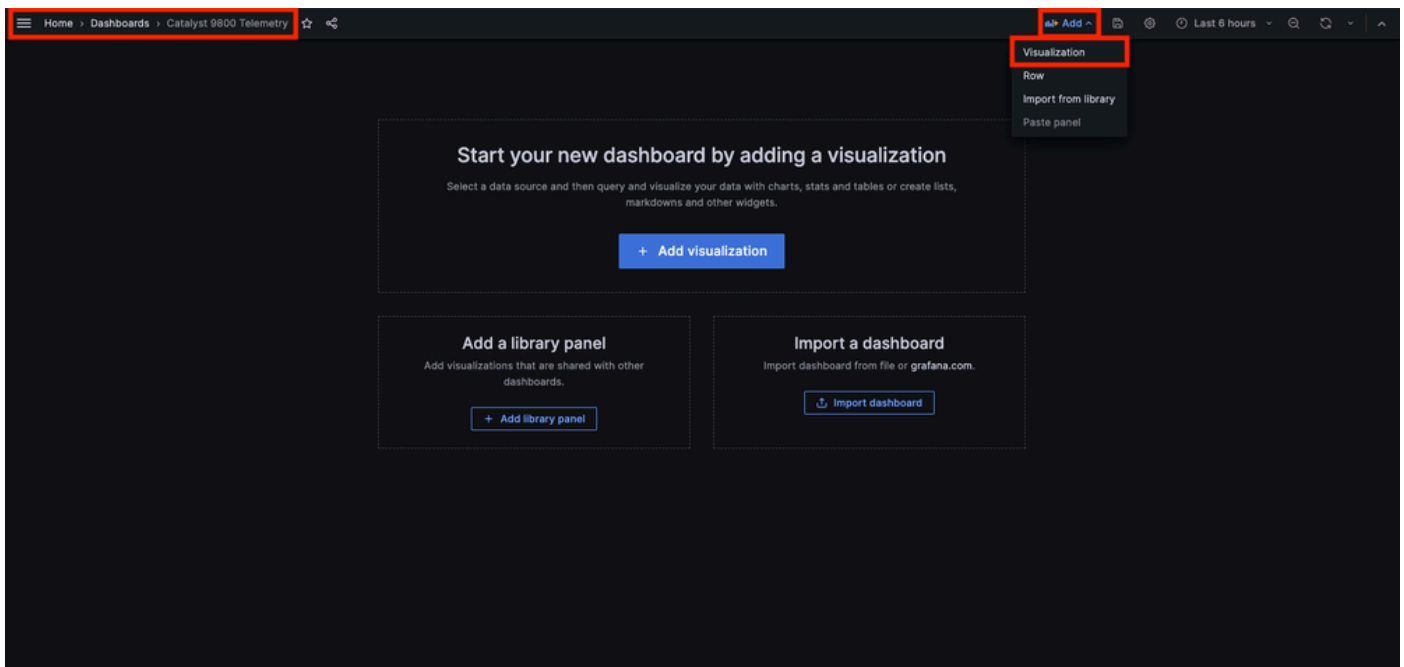 Home › Dashboards › Catalyst 9800 Telemetry
Add
Last 6 hours
Visualization
Row
Import from library
Paste panel
Start your new dashboard by adding a visualization
Select a data source and then query and visualize your data with charts, stats and tables or create lists,
markdowns and other widgets.
+ Add visualization
Add a library panel
Add visualizations that are shared with other
dashboards.
+ Add library panel
Import a dashboard
Import dashboard from file or grafana.com.
Import dashboard